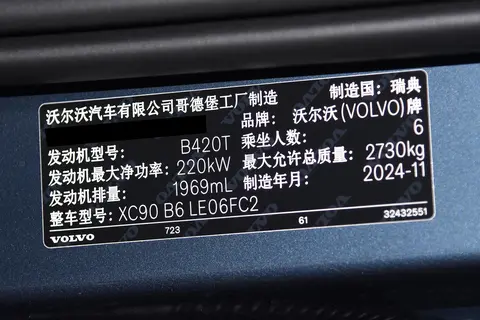 沃尔沃汽车有限公司哥德堡工厂制造
制造国：瑞典
品牌：沃尔沃(VOLVO)牌
发动机型号：B420T
乘坐人数：6
发动机最大净功率：220kW
最大允许总质量：2730kg
发动机排量：1969mL
制造年月：2024-11
整车型号：XC90 B6 LE06FC2
VOLVO 723 61 32432551